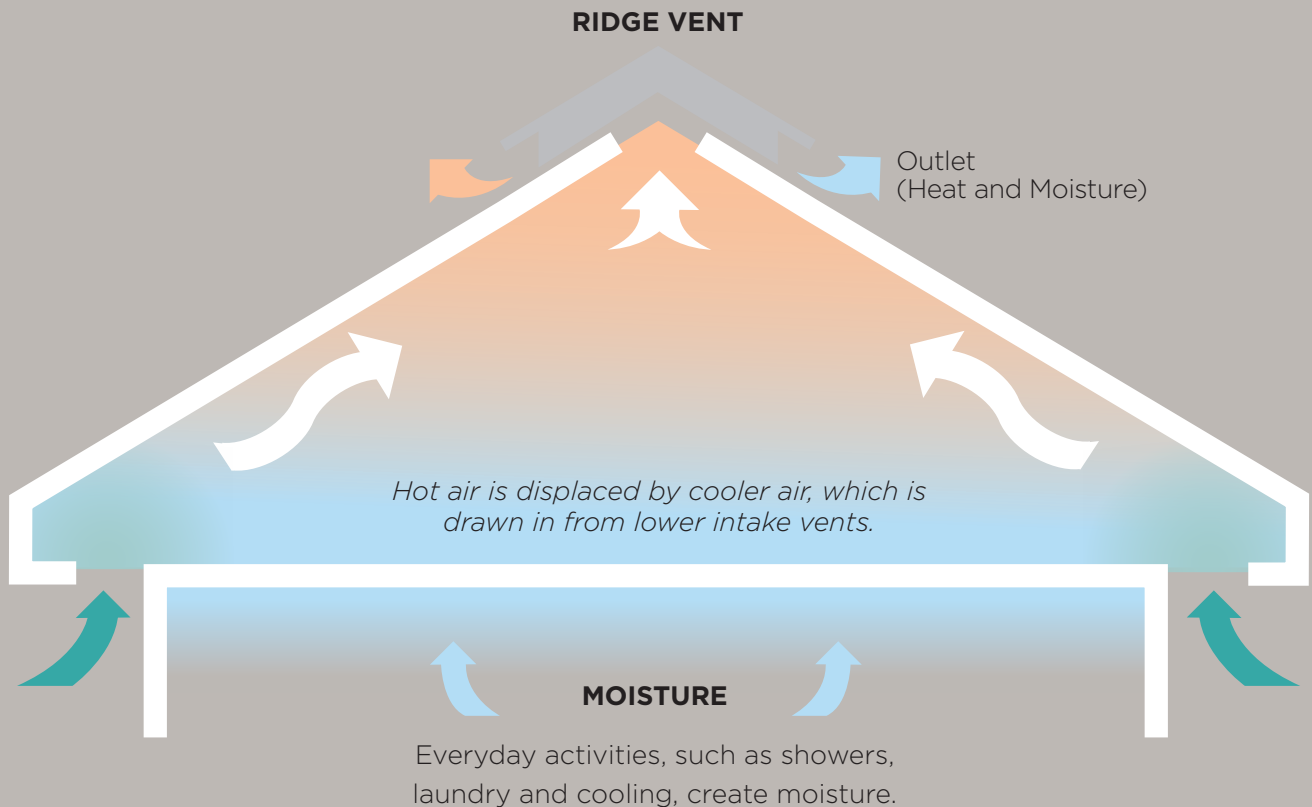 RIDGE VENT
Outlet
(Heat and Moisture)
Hot air is displaced by cooler air, which is
drawn in from lower intake vents.
MOISTURE
Everyday activities, such as showers,
laundry and cooling, create moisture.